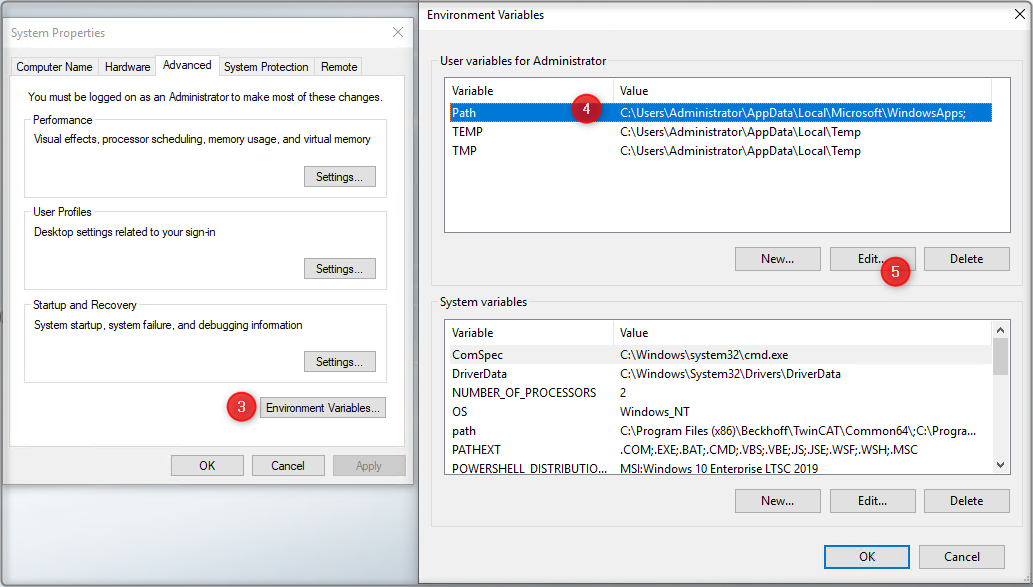 System Properties
Computer Name
Hardware
Advanced
System Protection
Remote
You must be logged on as an Administrator to make most of these changes.
Performance
Visual effects, processor scheduling, memory usage, and virtual memory
Settings...
User Profiles
Desktop settings related to your sign-in
Settings...
Startup and Recovery
System startup, system failure, and debugging information
Settings...
3
Environment Variables...
OK
Cancel
Apply
Environment Variables
User variables for Administrator
Variable Value
Path 4 C:\Users\Administrator\AppData\Local\Microsoft\WindowsApps;
TEMP C:\Users\Administrator\AppData\Local\Temp
TMP C:\Users\Administrator\AppData\Local\Temp
New...
Edit...
5
Delete
System variables
Variable Value
ComSpec C:\Windows\system32\cmd.exe
DriverData C:\Windows\System32\Drivers\DriverData
NUMBER_OF_PROCESSORS 2
OS Windows_NT
path C:\Program Files (x86)\Beckhoff\TwinCAT\Common64\;C:\Progra...
PATHEXT .COM;.EXE;.BAT;.CMD;.VBS;.VBE;.JS;.JSE;.WSF;.WSH;.MSC
POWERSHELL_DISTRIBUTIO... MSI:Windows 10 Enterprise LTSC 2019
New...
Edit...
Delete
OK
Cancel